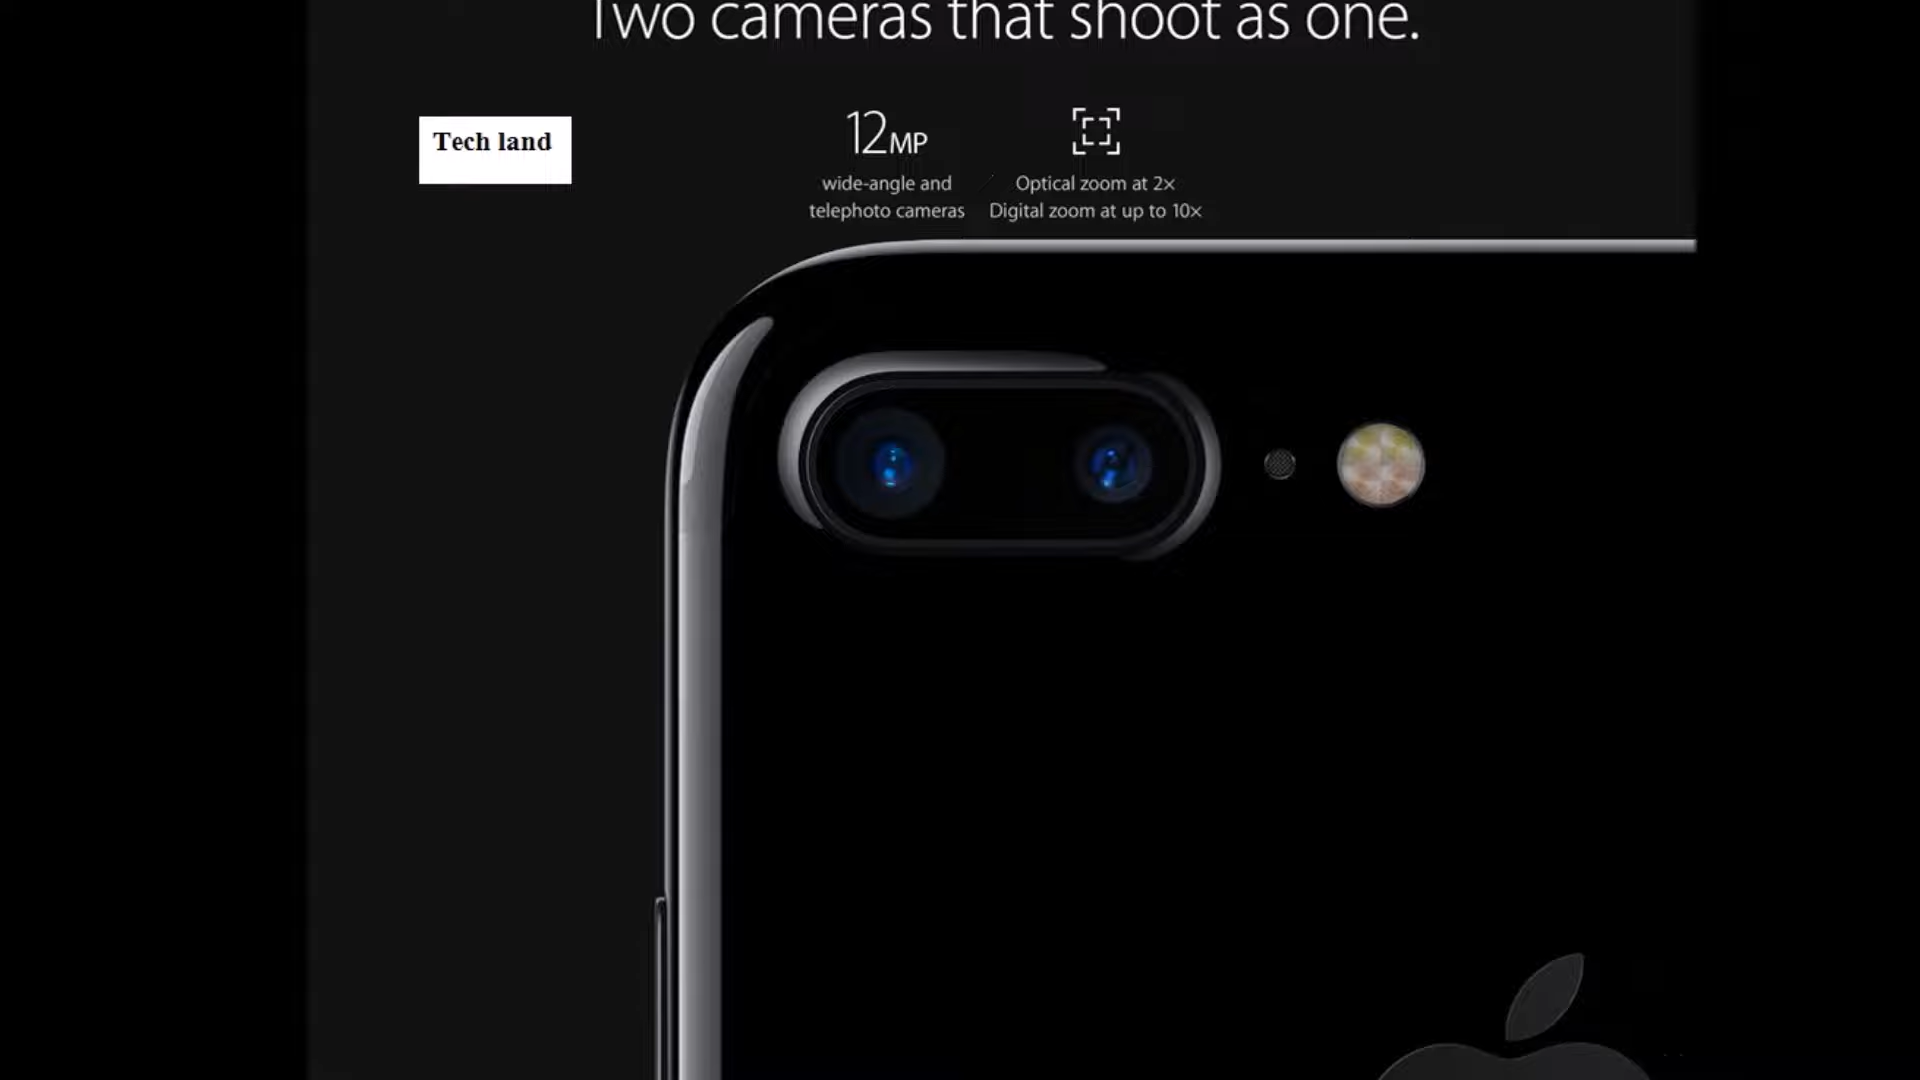 Two cameras that shoot as one.
Tech land
12MP
wide-angle and
telephoto cameras
Optical zoom at 2×
Digital zoom at up to 10×